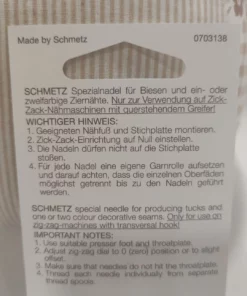 Made by Schmetz 0703138
SCHMETZ Spezialnadel für Biesen und ein- oder
zweifarbige Ziernähte. Nur zur Verwendung auf Zick-
Zack-Nähmaschinen mit querstehendem Greifer!
WICHTIGER HINWEIS:
1. Geeigneten Nähfuß und Stichplatte montieren.
2. Zick-Zack-Einrichtung auf Null einstellen.
3. Die Nadeln dürfen nicht auf die Stichplatte
stoßen.
4. Für jede Nadel eine eigene Garnrolle aufsetzen
und darauf achten, dass die einzelnen Oberfäden
möglichst getrennt bis zu den Nadeln geführt
werden.
SCHMETZ special needle for producing tucks and
one or two colour decorative seams. Only for use on
zig-zag-machines with transversal hook!
IMPORTANT NOTES:
1. Use suitable presser foot and throatplate.
2. Adjust zig-zag dial to 0 (zero) position or to slight
offset.
3. Make sure that needles do not hit the throatplate.
4. Thread each needle individually from separate
thread spools.